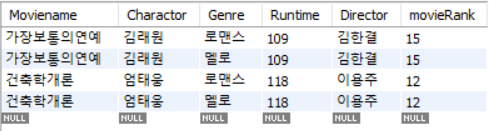 Moviename Charactor Genre Runtime Director movieRank
가장보통의연예 김래원 로맨스 109 김한결 15
가장보통의연예 김래원 멜로 109 김한결 15
건축학개론 엄태웅 로맨스 118 이용주 12
건축학개론 엄태웅 멜로 118 이용주 12
NULL NULL NULL NULL NULL NULL